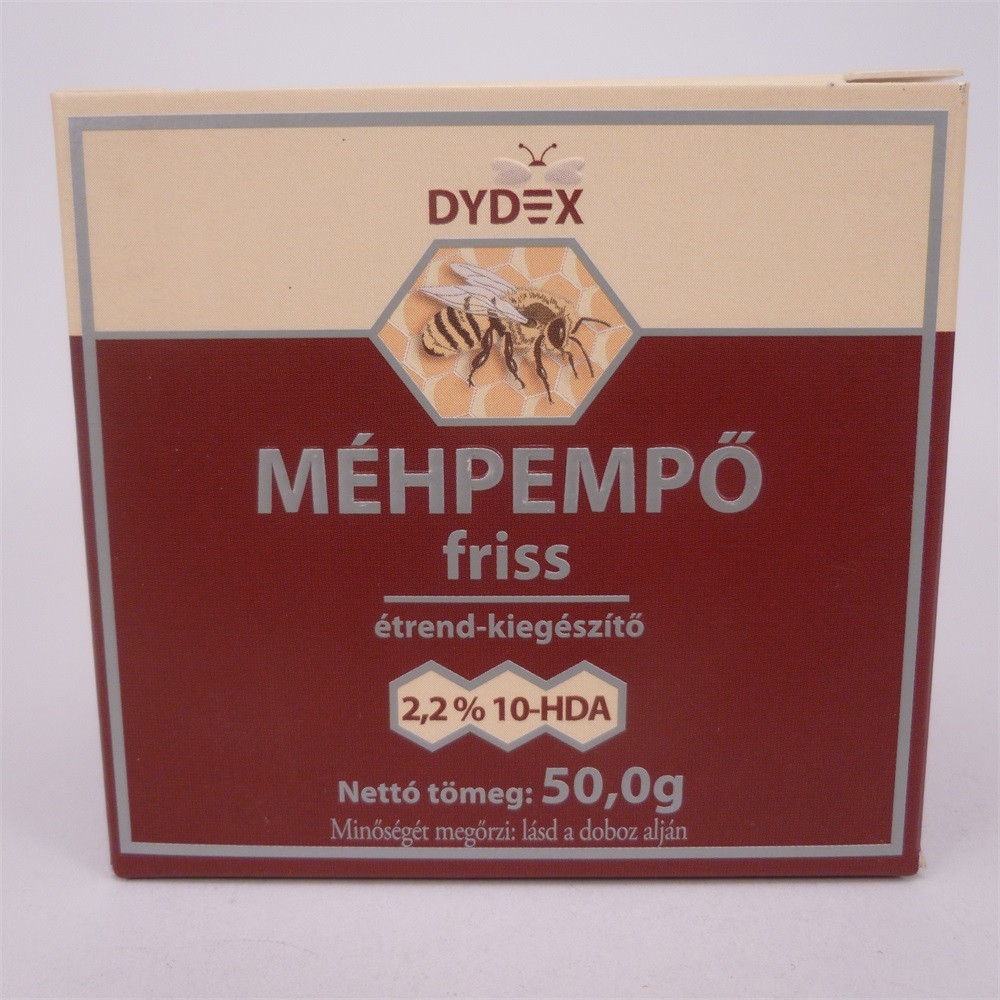 DYDEX
MÉHPEMPŐ
friss
étrend-kiegészítő
2,2 % 10-HDA
Nettó tömeg: 50,0g
Minőségét megőrzi: lásd a doboz alján